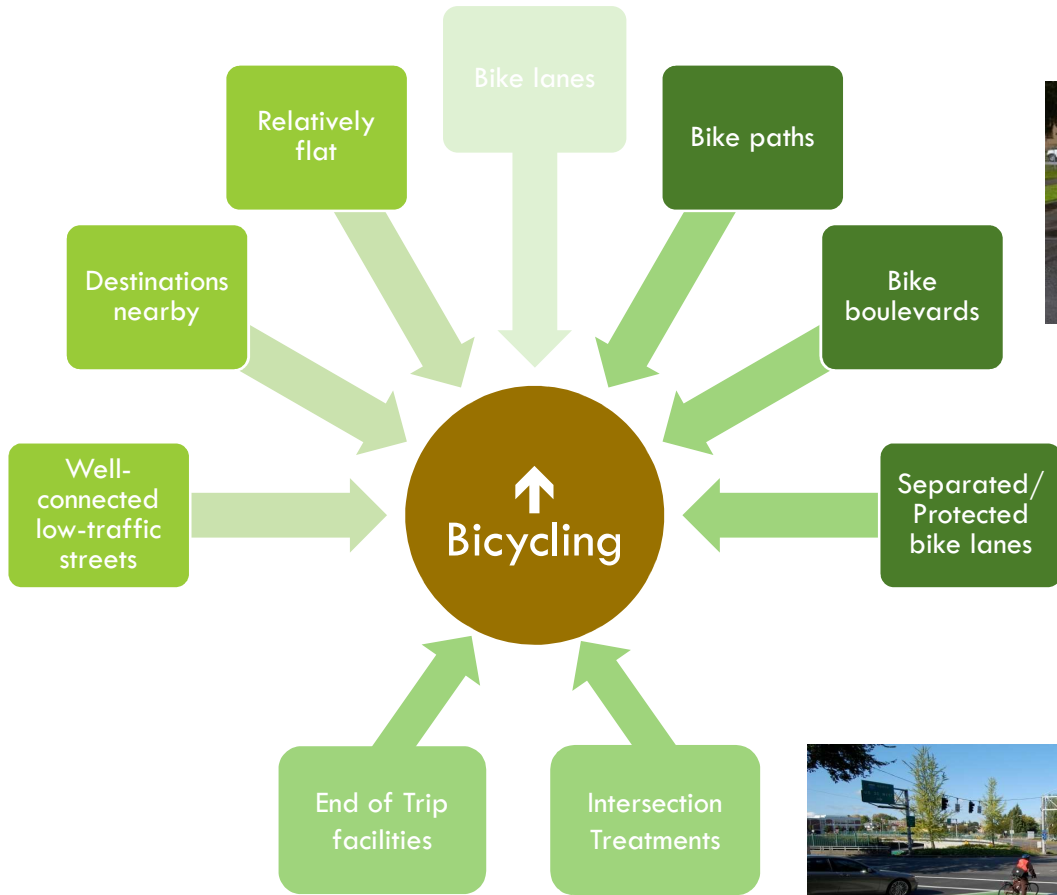 Bike lanes
Relatively
flat
Bike paths
Destinations
nearby
Bike
boulevards
Well-
connected
low-traffic
streets
Separated/
Protected
bike lanes
Bicycling
End of Trip
facilities
Intersection
Treatments